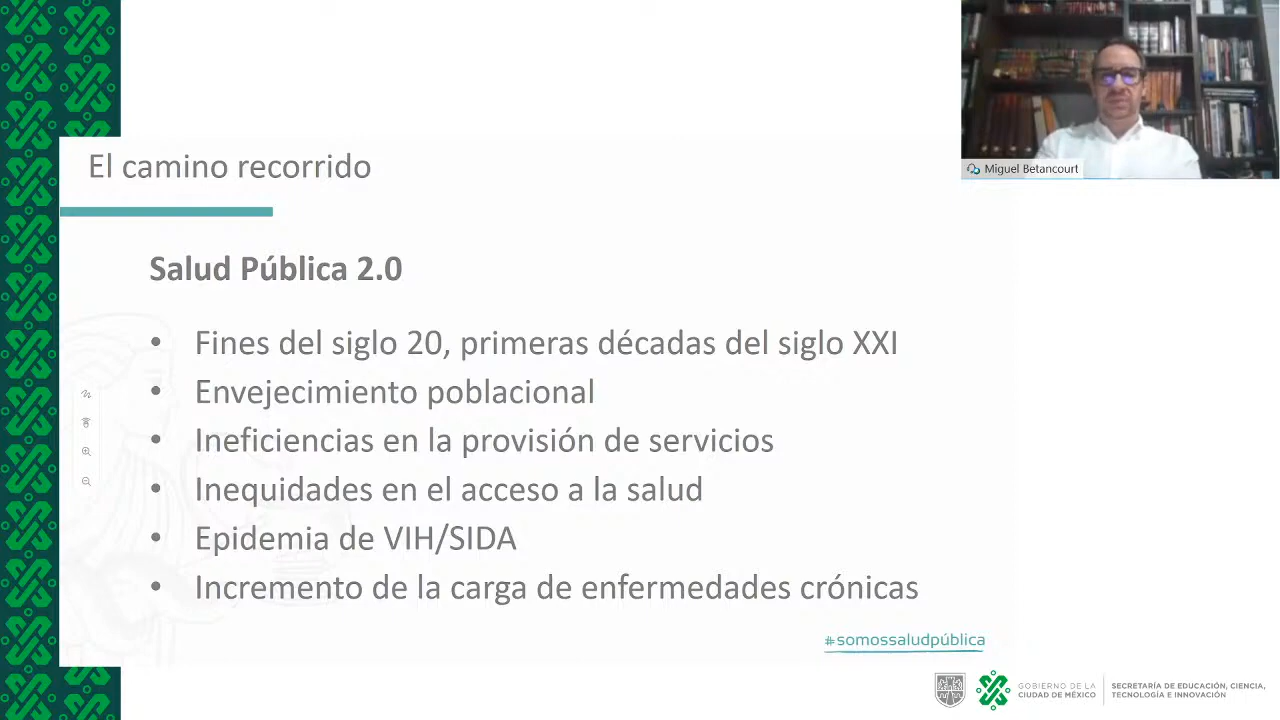 El camino recorrido
Miguel Betancourt
Salud Pública 2.0
• Fines del siglo 20, primeras décadas del siglo XXI
• Envejecimiento poblacional
• Ineficiencias en la provisión de servicios
• Inequidades en el acceso a la salud
• Epidemia de VIH/SIDA
• Incremento de la carga de enfermedades crónicas
#somossaludpública
GOBIERNO DE LA
CIUDAD DE MÉXICO
SECRETARÍA DE EDUCACIÓN, CIENCIA,
TECNOLOGÍA E INNOVACIÓN